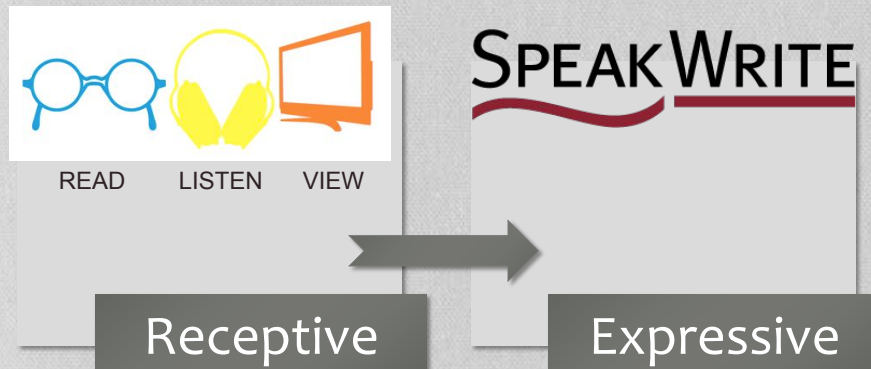 READ LISTEN VIEW
Receptive
SPEAKWRITE
Expressive